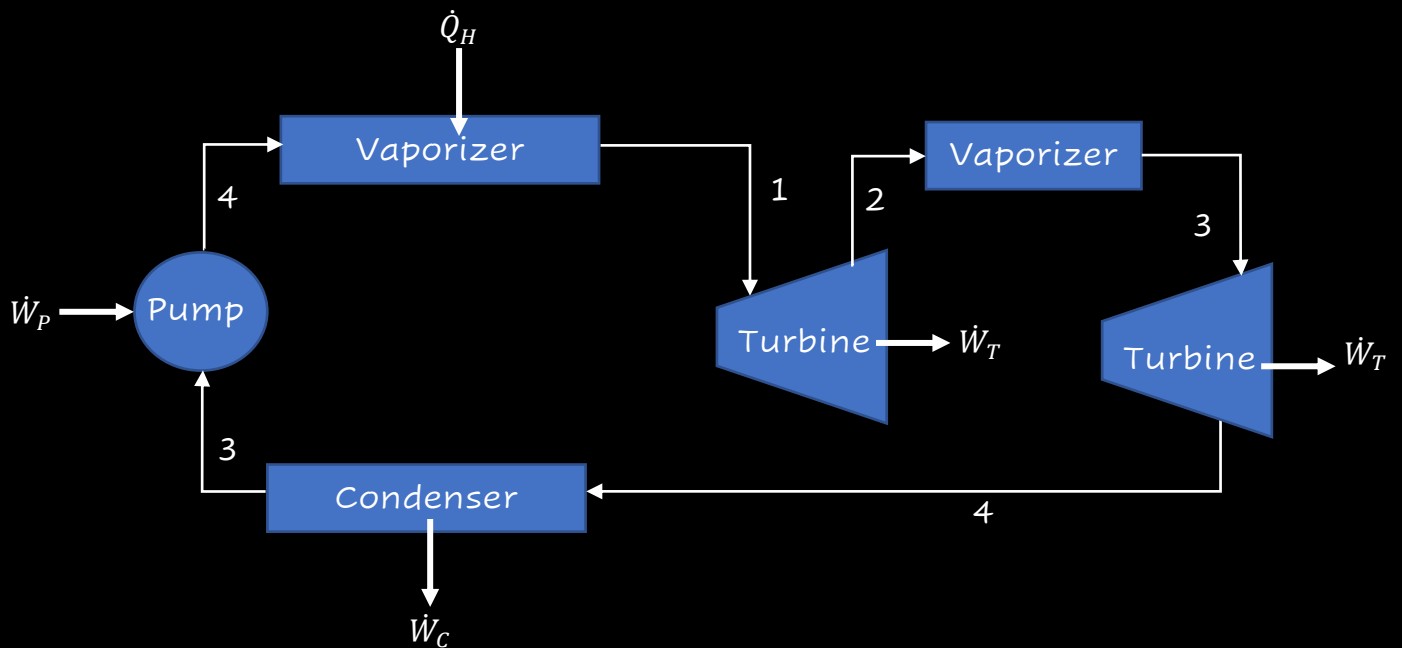 Q̇_H
Vaporizer
Vaporizer
4
1
2
3
Ẇ_P
Pump
Turbine
Ẇ_T
Turbine
Ẇ_T
3
Condenser
4
Ẇ_C